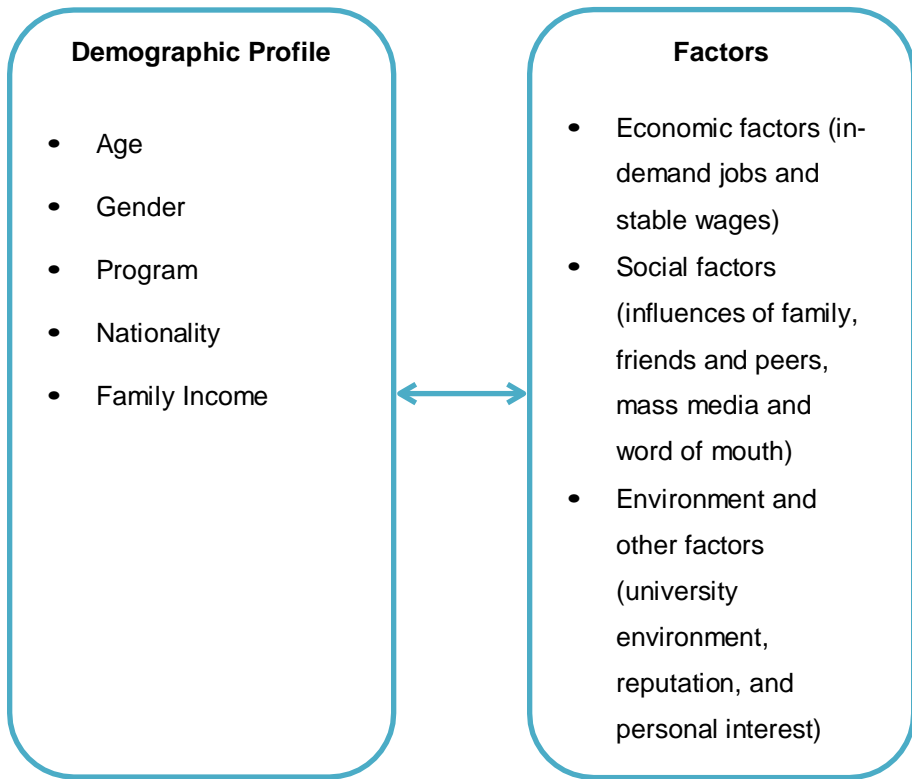 Demographic Profile
• Age
• Gender
• Program
• Nationality
• Family Income
Factors
• Economic factors (in-
demand jobs and
stable wages)
• Social factors
(influences of family,
friends and peers,
mass media and
word of mouth)
• Environment and
other factors
(university
environment,
reputation, and
personal interest)